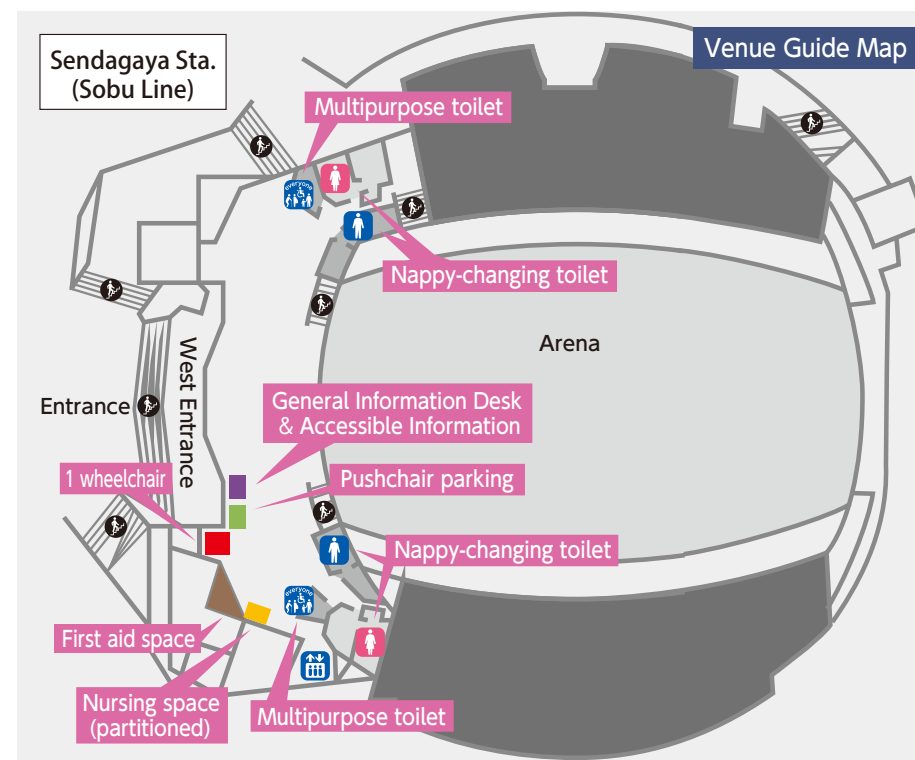 Sendagaya Sta.
(Sobu Line)
Venue Guide Map
Multipurpose toilet
everyone
Nappy-changing toilet
Arena
West Entrance
Entrance
General Information Desk
& Accessible Information
1 wheelchair
Pushchair parking
Nappy-changing toilet
everyone
First aid space
Nursing space
(partitioned)
Multipurpose toilet